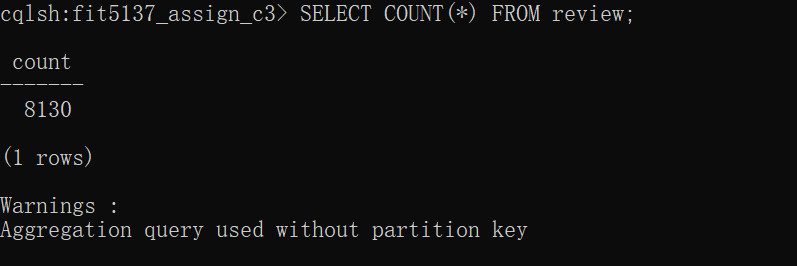 cqlsh:fit5137_assign_c3> SELECT COUNT(*) FROM review;
count
-------
8130
(1 rows)
Warnings :
Aggregation query used without partition key